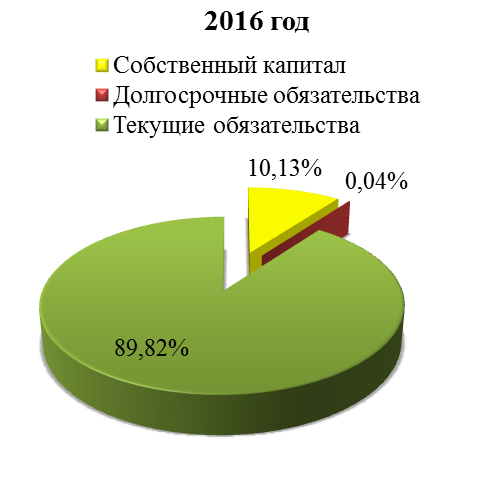 2016 год
Собственный капитал
Долгосрочные обязательства
Текущие обязательства
10,13%
0,04%
89,82%